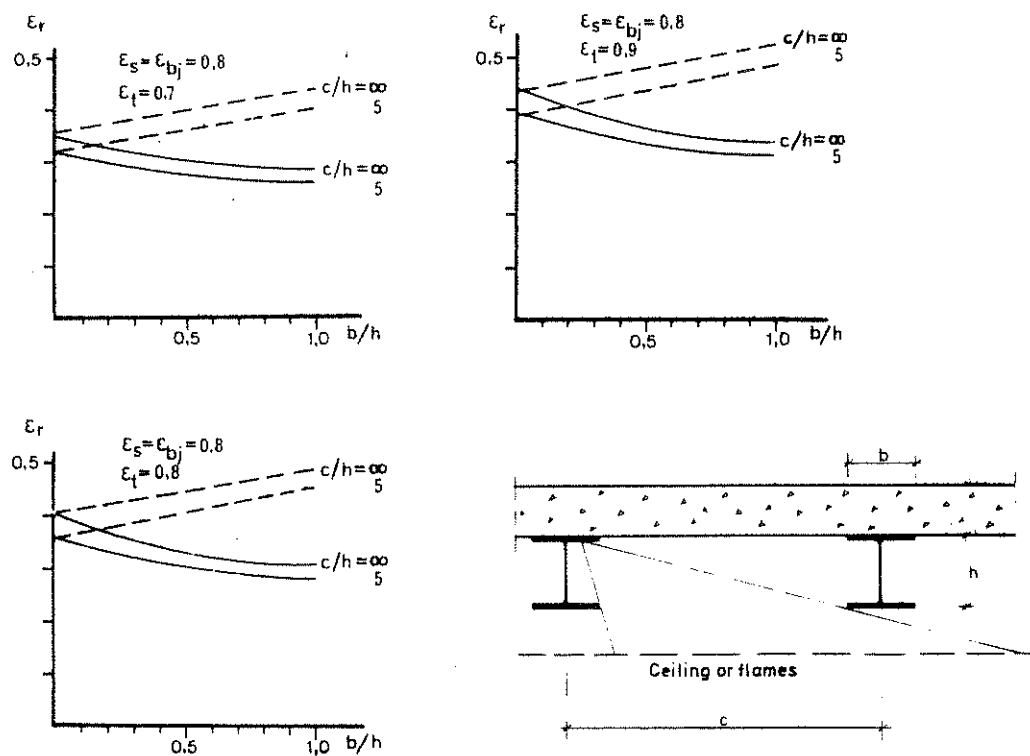 εr
0,5
εs=εbj=0,8
εt=0,7
c/h=∞
5
c/h=∞
5
0,5
1,0
b/h
εr
0,5
εs=εbj=0,8
εt=0,9
c/h=∞
5
c/h=∞
5
0,5
1,0
b/h
εr
0,5
εs=εbj=0.8
εt=0,8
c/h=∞
5
c/h=∞
5
0.5
1,0
b/h
b
h
Ceiling or flames
c